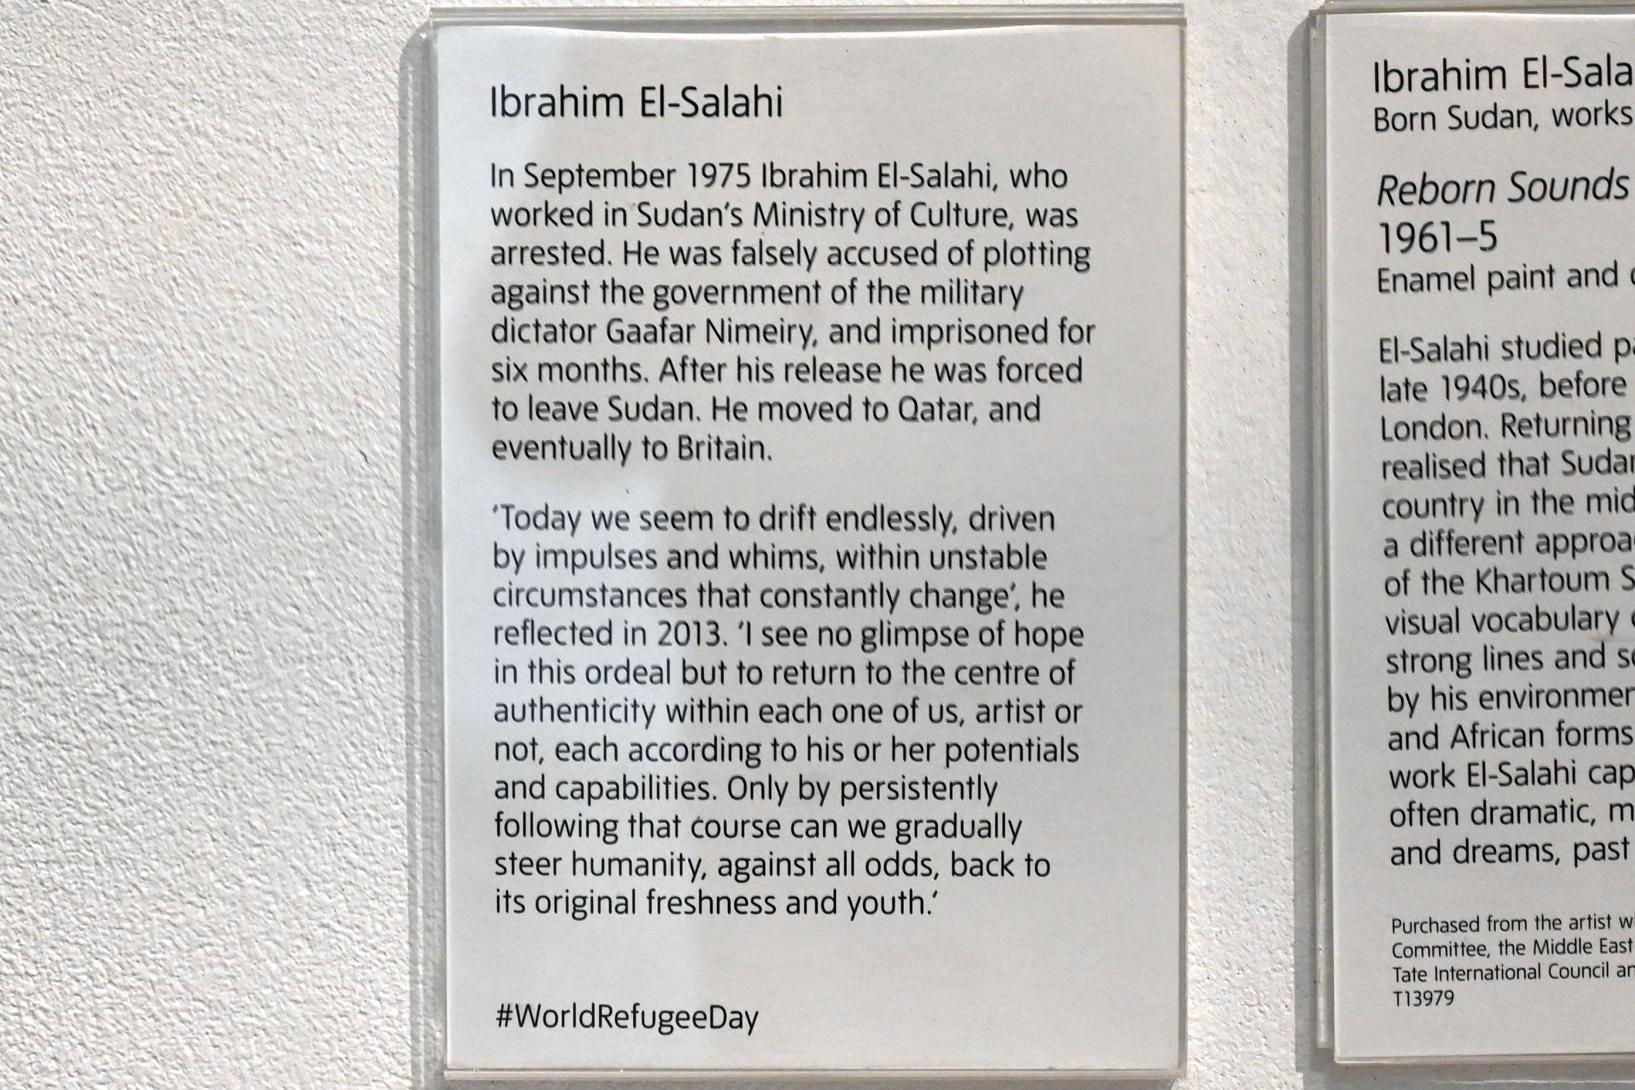 Ibrahim El-Salahi
In September 1975 Ibrahim El-Salahi, who
worked in Sudan's Ministry of Culture, was
arrested. He was falsely accused of plotting
against the government of the military
dictator Gaafar Nimeiry, and imprisoned for
six months. After his release he was forced
to leave Sudan. He moved to Qatar, and
eventually to Britain.
'Today we seem to drift endlessly, driven
by impulses and whims, within unstable
circumstances that constantly change', he
reflected in 2013. 'I see no glimpse of hope
in this ordeal but to return to the centre of
authenticity within each one of us, artist or
not, each according to his or her potentials
and capabilities. Only by persistently
following that course can we gradually
steer humanity, against all odds, back to
its original freshness and youth.'
#WorldRefugeeDay
Ibrahim
Born Sudan, works
Reborn Sounds
1961–5
Enamel paint and
El-Salahi studied
late 1940s, before
London. Returning
realised that
country in the
a different
of the Khartoum
visual vocabulary
strong lines and
by his
and African forms
work El-Salahi
often dramatic,
and dreams, past
Purchased from the artist
Committee, the Middle East
Tate International Council
T13979